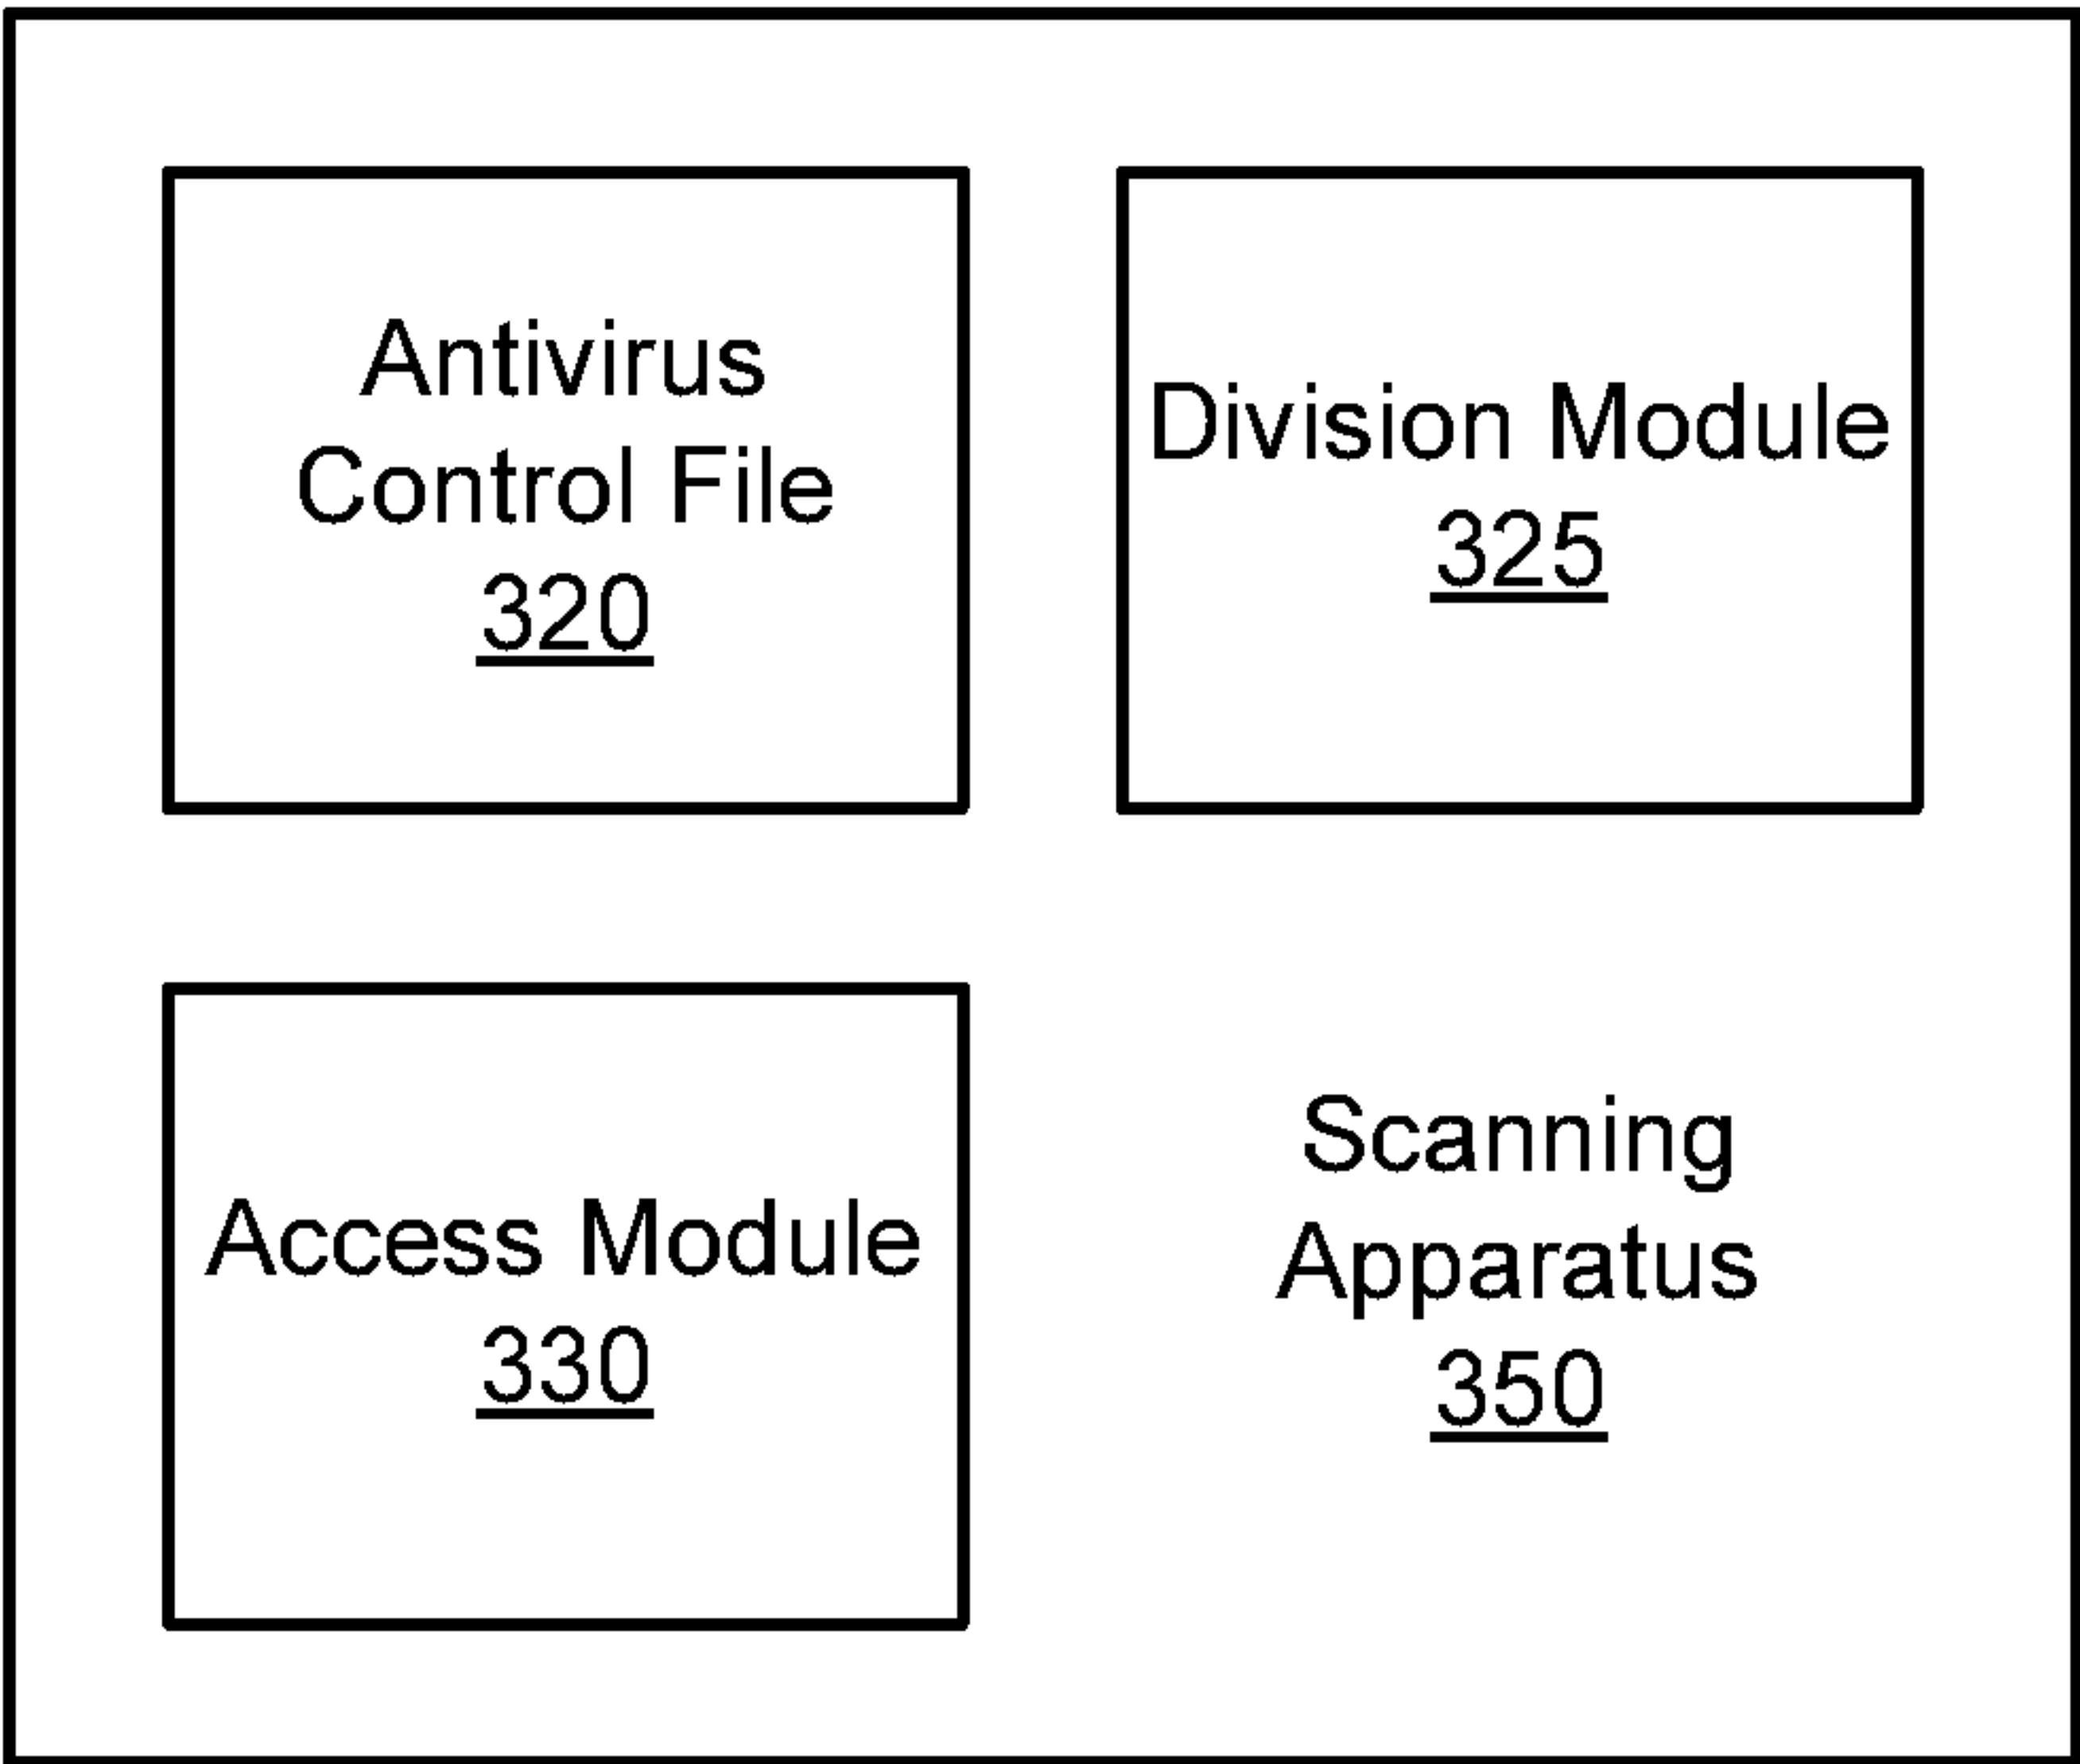 Antivirus
Control File
320
Division Module
325
Access Module
330
Scanning
Apparatus
350